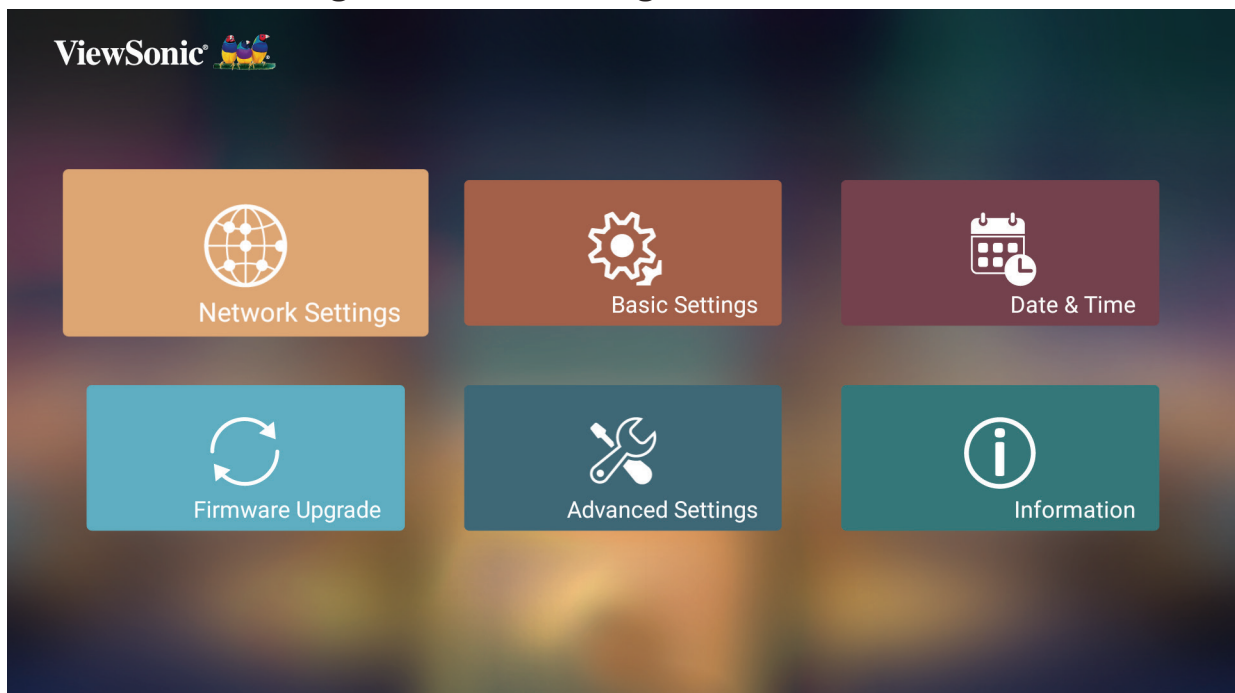 ViewSonic®
Network Settings
Basic Settings
Date & Time
Firmware Upgrade
Advanced Settings
Information